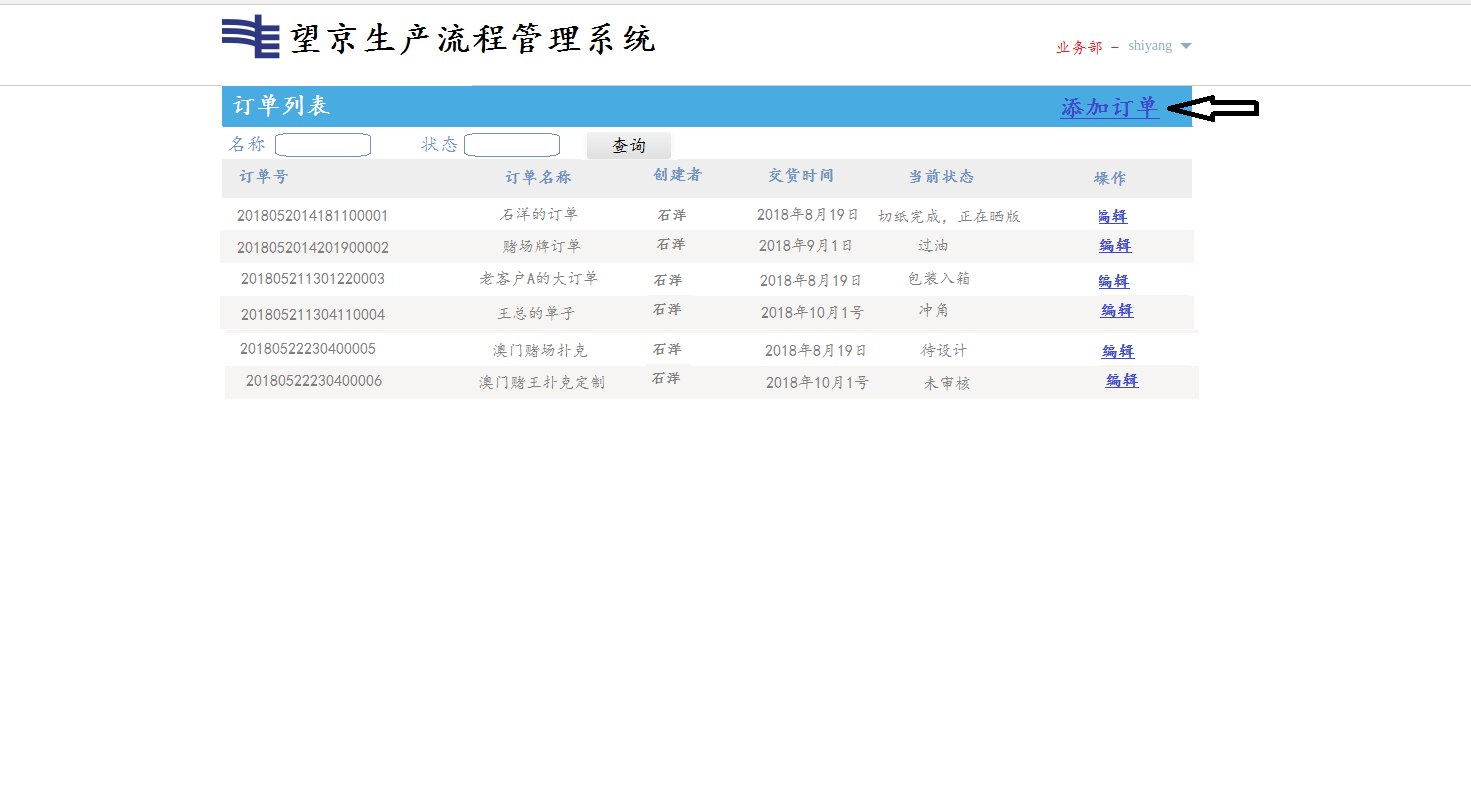 望京生产流程管理系统
业务部 – shiyang
订单列表 添加订单
名称 状态 查询
订单号 订单名称 创建者 交货时间 当前状态 操作
2018052014181100001 石洋的订单 石洋 2018年8月19日 切纸完成，正在晒版 编辑
2018052014201900002 赌场牌订单 石洋 2018年9月1日 过油 编辑
201805211301220003 老客户A的大订单 石洋 2018年8月19日 包装入箱 编辑
201805211304110004 王总的单子 石洋 2018年10月1号 冲角 编辑
20180522230400005 澳门赌场扑克 石洋 2018年8月19日 待设计 编辑
20180522230400006 澳门赌王扑克定制 石洋 2018年10月1号 未审核 编辑